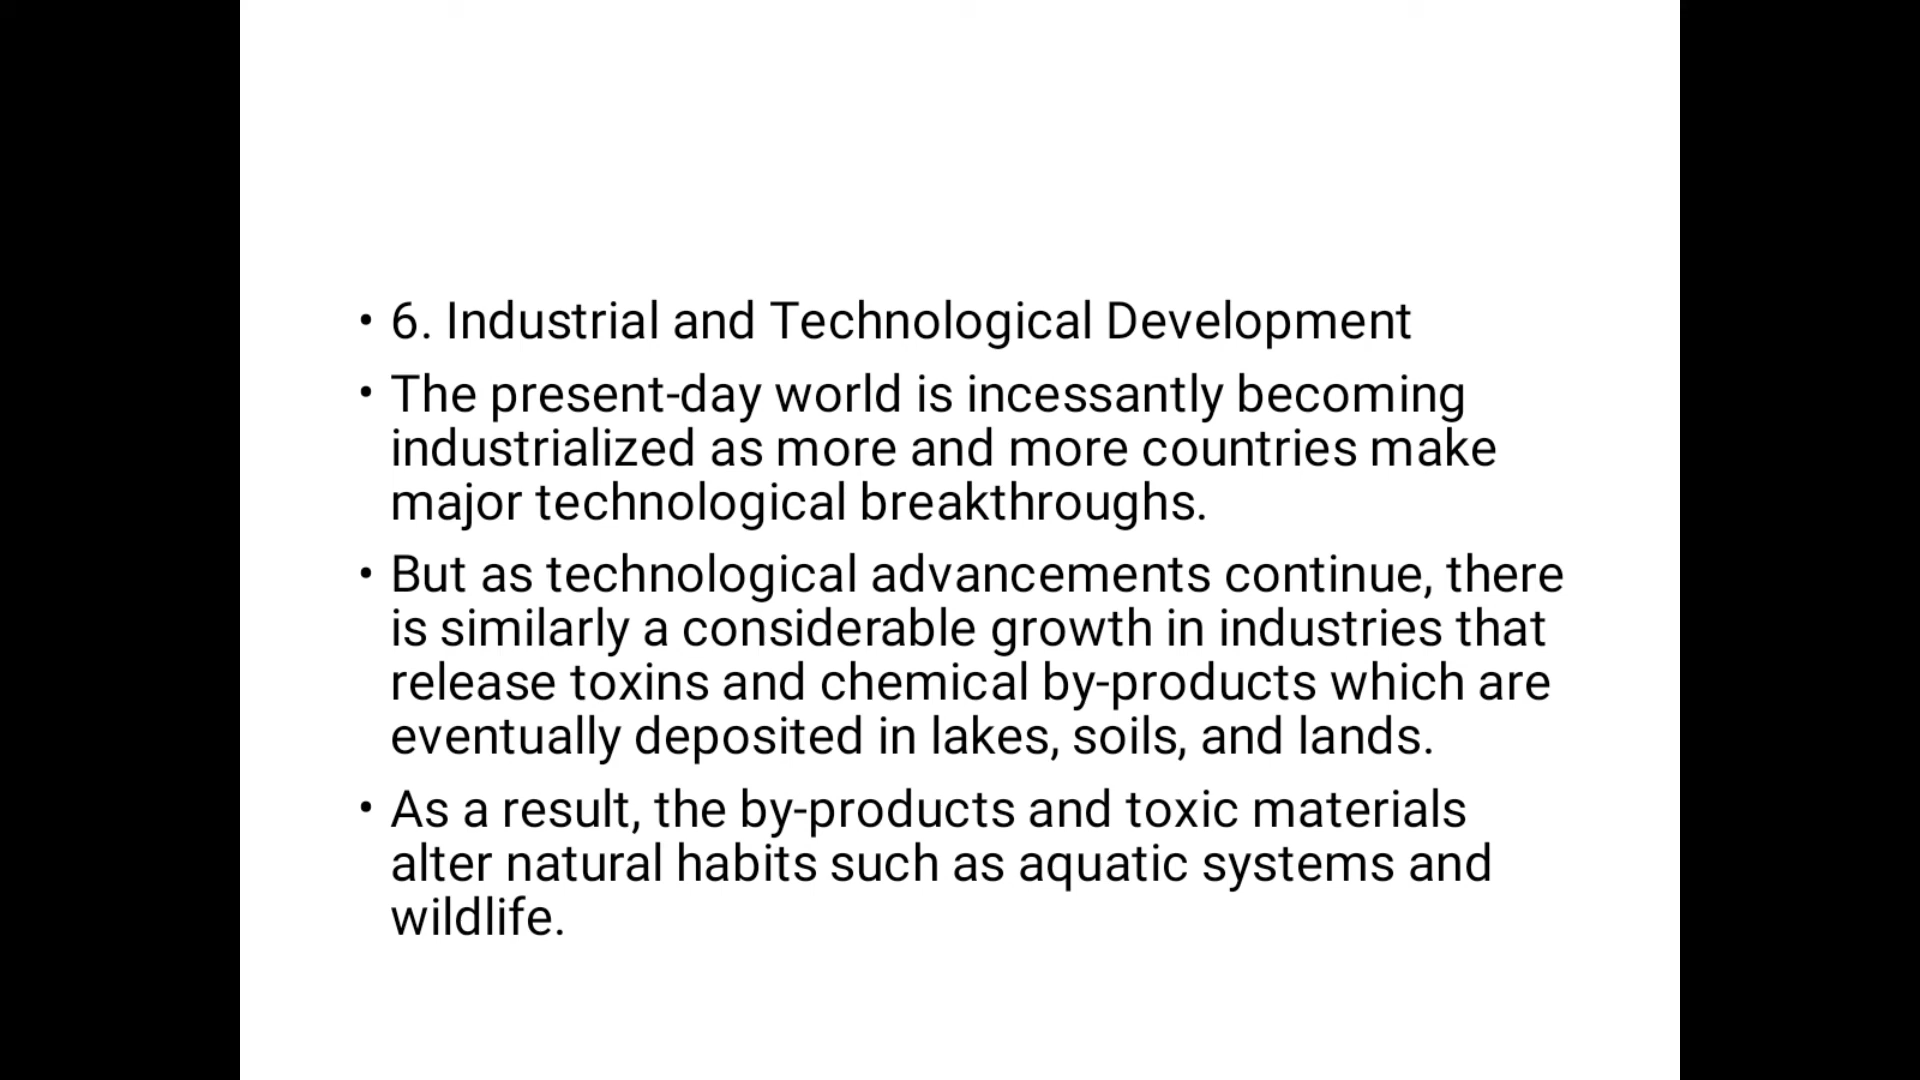 • 6. Industrial and Technological Development
• The present-day world is incessantly becoming
industrialized as more and more countries make
major technological breakthroughs.
• But as technological advancements continue, there
is similarly a considerable growth in industries that
release toxins and chemical by-products which are
eventually deposited in lakes, soils, and lands.
• As a result, the by-products and toxic materials
alter natural habits such as aquatic systems and
wildlife.